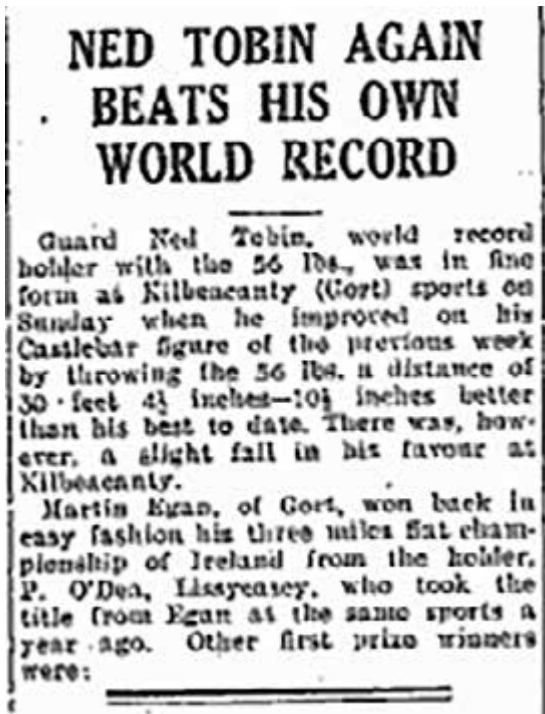 NED TOBIN AGAIN
BEATS HIS OWN
WORLD RECORD
Guard Ned Tobin, world record
holder with the 56 lbs., was in fine
form at Kilbeacanty (Gort) sports on
Sunday when he improved on his
Castlebar figure of the previous week
by throwing the 56 lbs. a distance of
30 feet 4½ inches—10½ inches better
than his best to date. There was, how-
ever, a slight fall in his favour at
Kilbeacanty.
Martin Egan, of Gort, won back in
easy fashion his three miles flat cham-
pionship of Ireland from the holder,
P. O'Dea, Lissycasey, who took the
title from Egan at the same sports a
year ago. Other first prize winners
were: